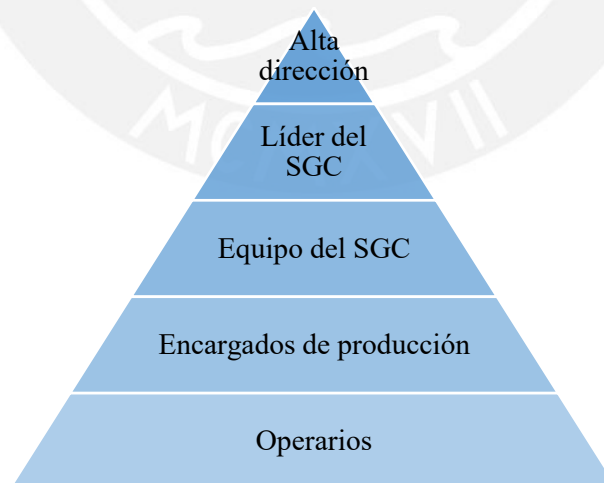 Alta
dirección
Líder del
SGC
Equipo del SGC
Encargados de producción
Operarios